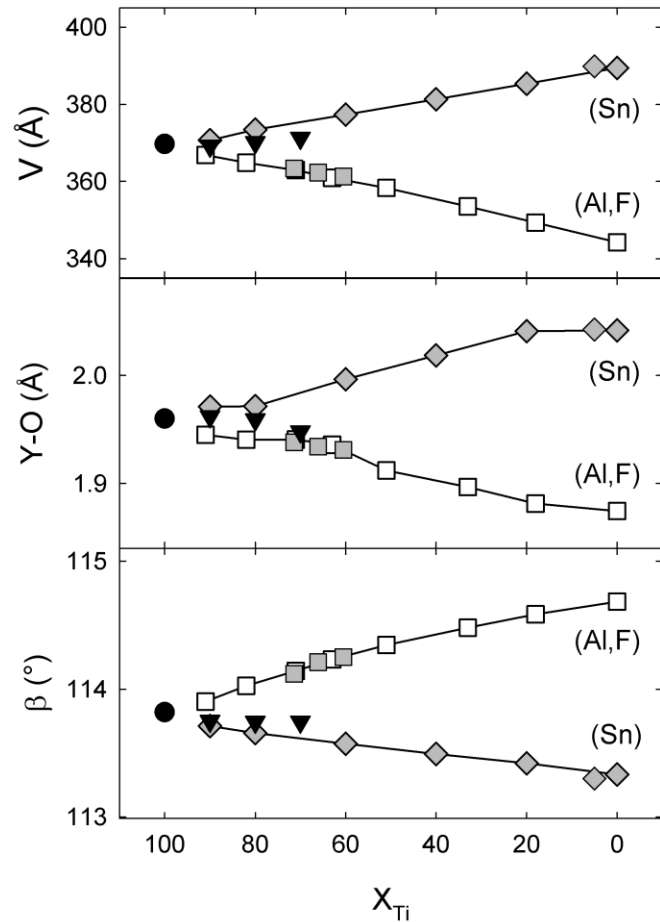 400
380
360
340
V (Å)
(Sn)
(Al,F)
2.0
1.9
Y-O (Å)
(Sn)
(Al,F)
115
114
113
β (°)
(Al,F)
(Sn)
100 80 60 40 20 0
X_Ti